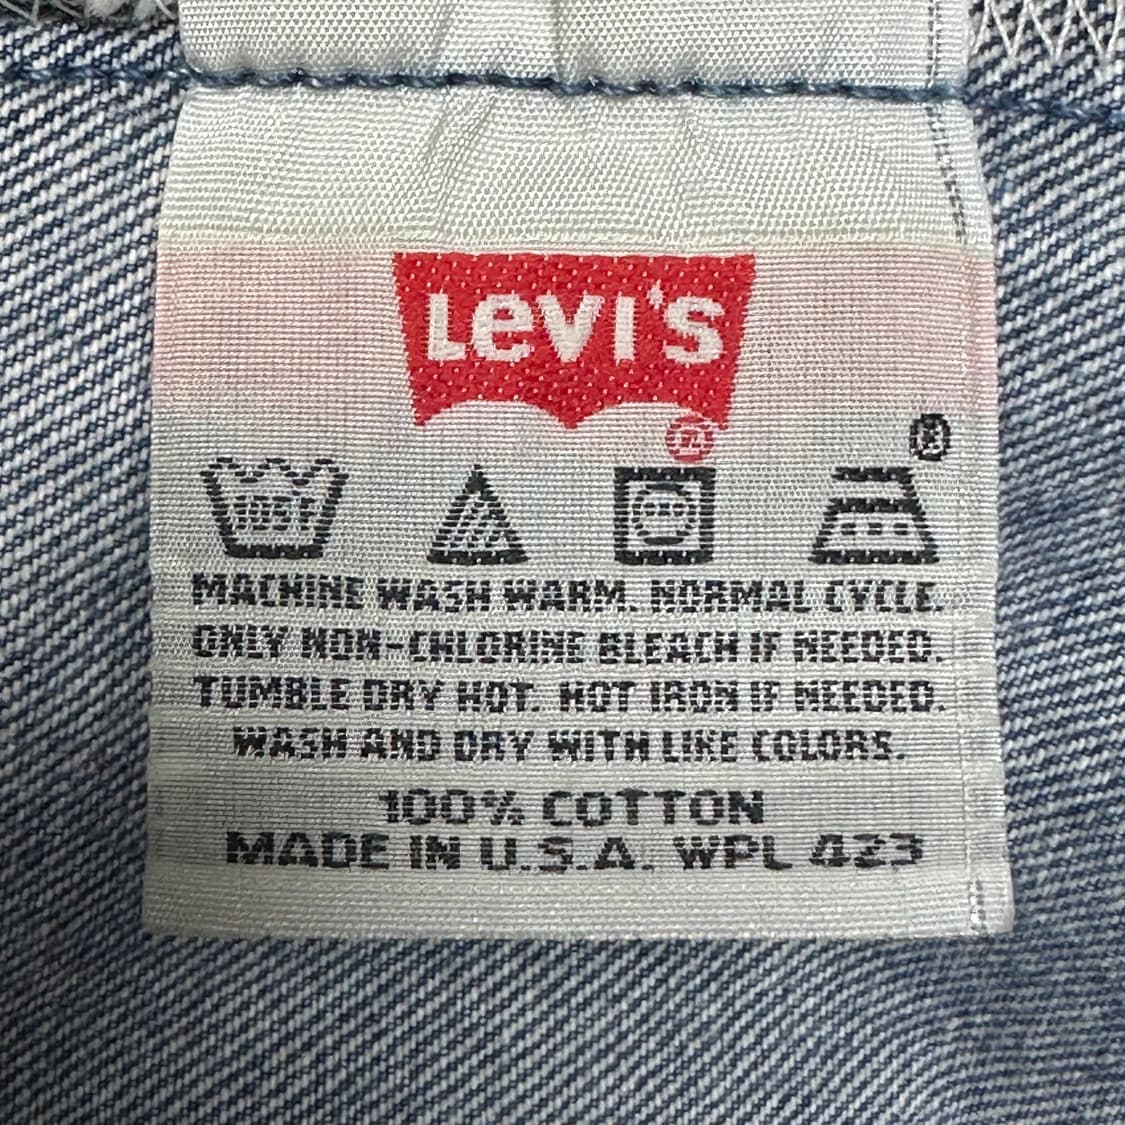 LeVI'S
®
®
105F
MACHINE WASH WARM. NORMAL CYCLE.
ONLY NON-CHLORINE BLEACH IF NEEDED.
TUMBLE DRY HOT. HOT IRON IF NEEDED.
WASH AND DRY WITH LIKE COLORS.
100% COTTON
MADE IN U.S.A. WPL 423